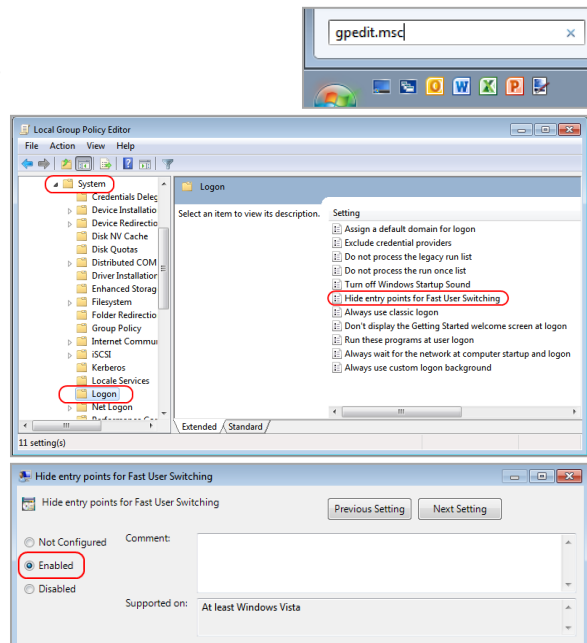 gpedit.msc
Local Group Policy Editor
File Action View Help
System
Credentials Deleg
Device Installatio
Device Redirectio
Disk NV Cache
Disk Quotas
Distributed COM
Driver Installation
Enhanced Storag
Filesystem
Folder Redirectio
Group Policy
Internet Commu
iSCSI
Kerberos
Locale Services
Logon
Net Logon
Logon
Select an item to view its description.
Setting
Assign a default domain for logon
Exclude credential providers
Do not process the legacy run list
Do not process the run once list
Turn off Windows Startup Sound
Hide entry points for Fast User Switching
Always use classic logon
Don't display the Getting Started welcome screen at logon
Run these programs at user logon
Always wait for the network at computer startup and logon
Always use custom logon background
Extended Standard
11 setting(s)
Hide entry points for Fast User Switching
Hide entry points for Fast User Switching
Previous Setting Next Setting
Not Configured
Comment:
Enabled
Disabled
Supported on:
At least Windows Vista